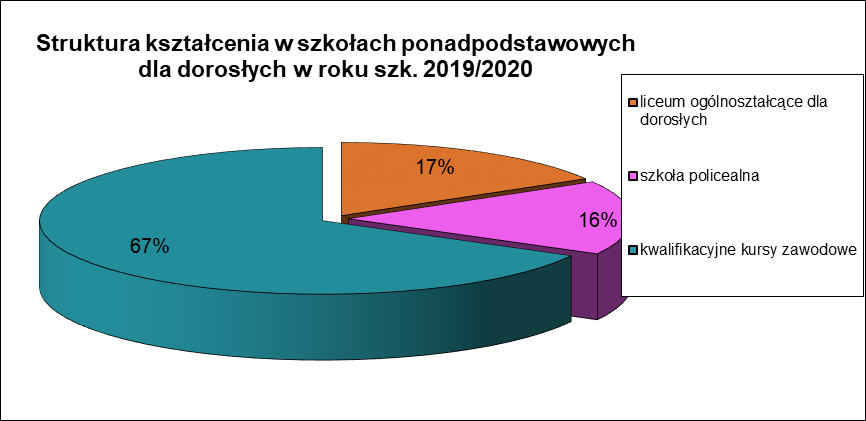 Struktura kształcenia w szkołach ponadpodstawowych
dla dorosłych w roku szk. 2019/2020
liceum ogólnoształcące dla
dorosłych
17%
szkoła policealna
16%
67%
kwalifikacyjne kursy zawodowe